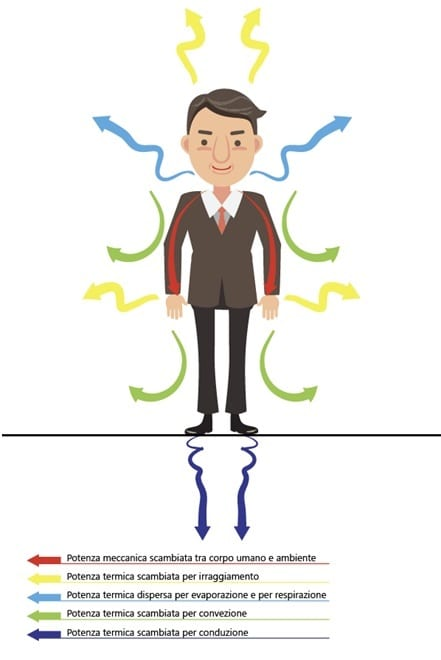 Potenza meccanica scambiata tra corpo umano e ambiente
Potenza termica scambiata per irraggiamento
Potenza termica dispersa per evaporazione e per respirazione
Potenza termica scambiata per convezione
Potenza termica scambiata per conduzione